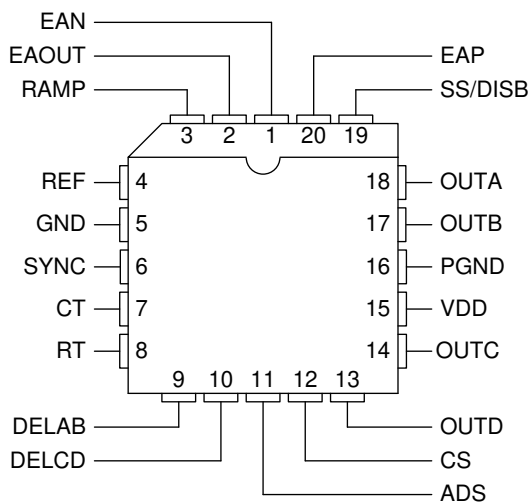 EAN
EAOUT EAP
RAMP SS/DISB
3 2 1 20 19
REF 4 18 OUTA
GND 5 17 OUTB
SYNC 6 16 PGND
CT 7 15 VDD
RT 8 14 OUTC
9 10 11 12 13
DELAB OUTD
DELCD CS
ADS